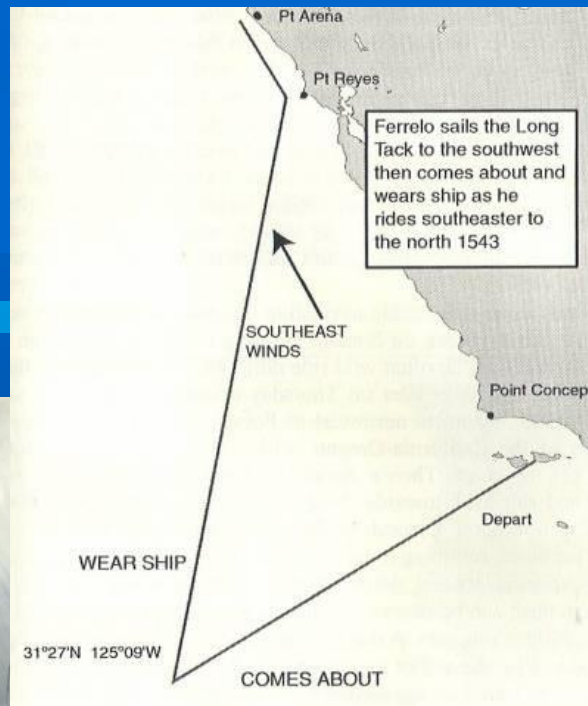 Pt Arena
Pt Reyes
Ferrelo sails the Long
Tack to the southwest
then comes about and
wears ship as he
rides southeaster to
the north 1543
SOUTHEAST
WINDS
Point Concep
Depart
WEAR SHIP
31°27'N 125°09'W
COMES ABOUT